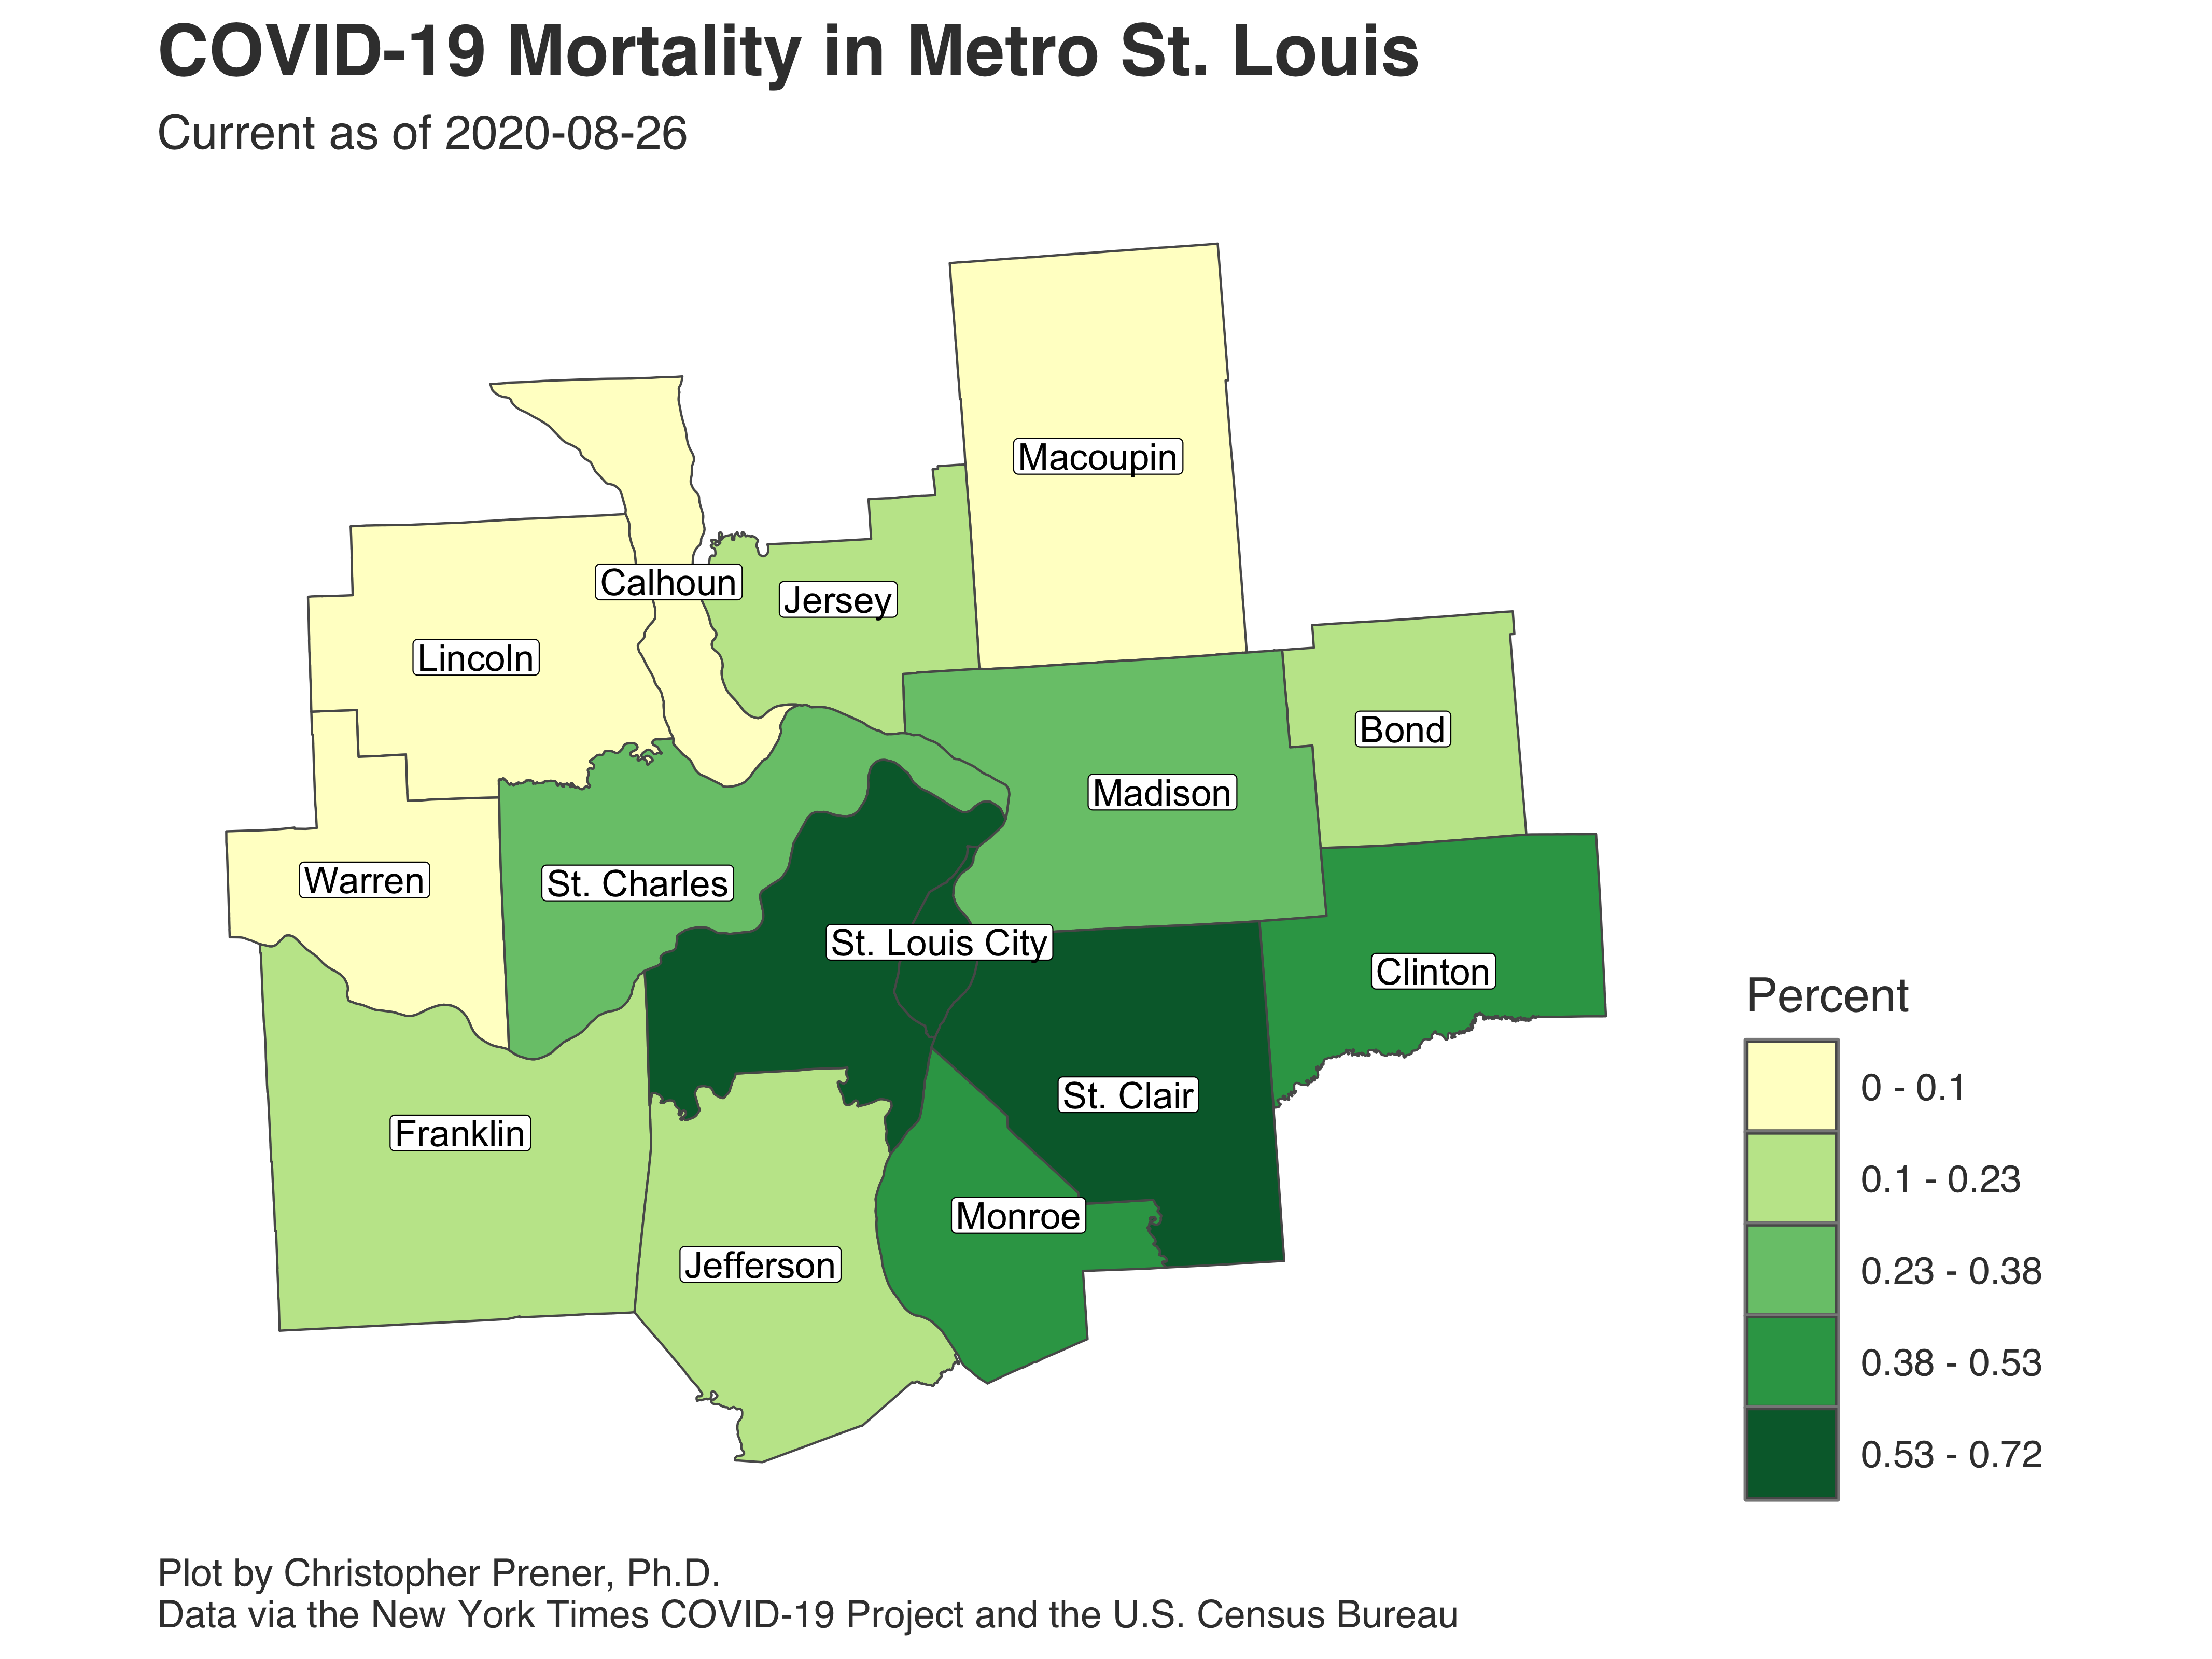 COVID-19 Mortality in Metro St. Louis
Current as of 2020-08-26
Macoupin
Calhoun
Jersey
Lincoln
Bond
Madison
Warren
St. Charles
St. Louis City
Clinton
St. Clair
Franklin
Monroe
Jefferson
Percent
0 - 0.1
0.1 - 0.23
0.23 - 0.38
0.38 - 0.53
0.53 - 0.72
Plot by Christopher Prener, Ph.D.
Data via the New York Times COVID-19 Project and the U.S. Census Bureau